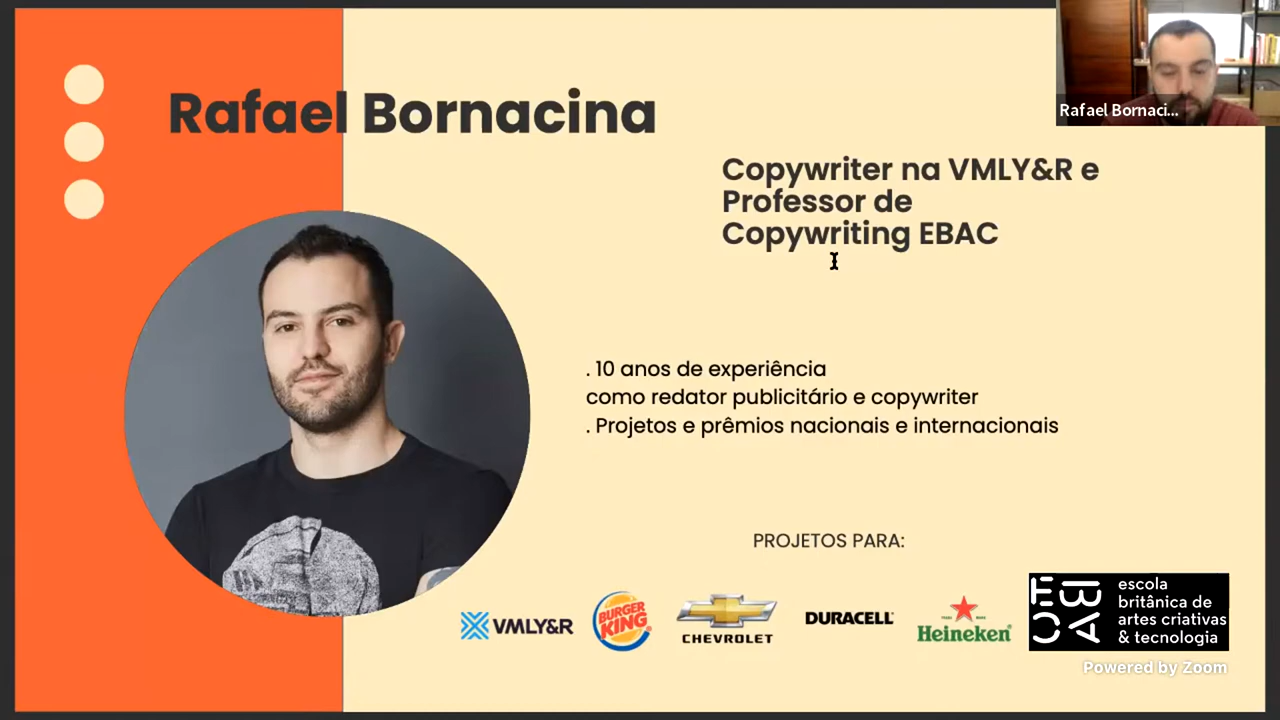 Rafael Bornacina
Rafael Bornaci...
Copywriter na VMLY&R e
Professor de
Copywriting EBAC
. 10 anos de experiência
como redator publicitário e copywriter
. Projetos e prêmios nacionais e internacionais
PROJETOS PARA:
VMLY&R
BURGER
KING
CHEVROLET
DURACELL
Heineken
EBAC
escola
britânica de
artes criativas
& tecnologia
Powered by Zoom